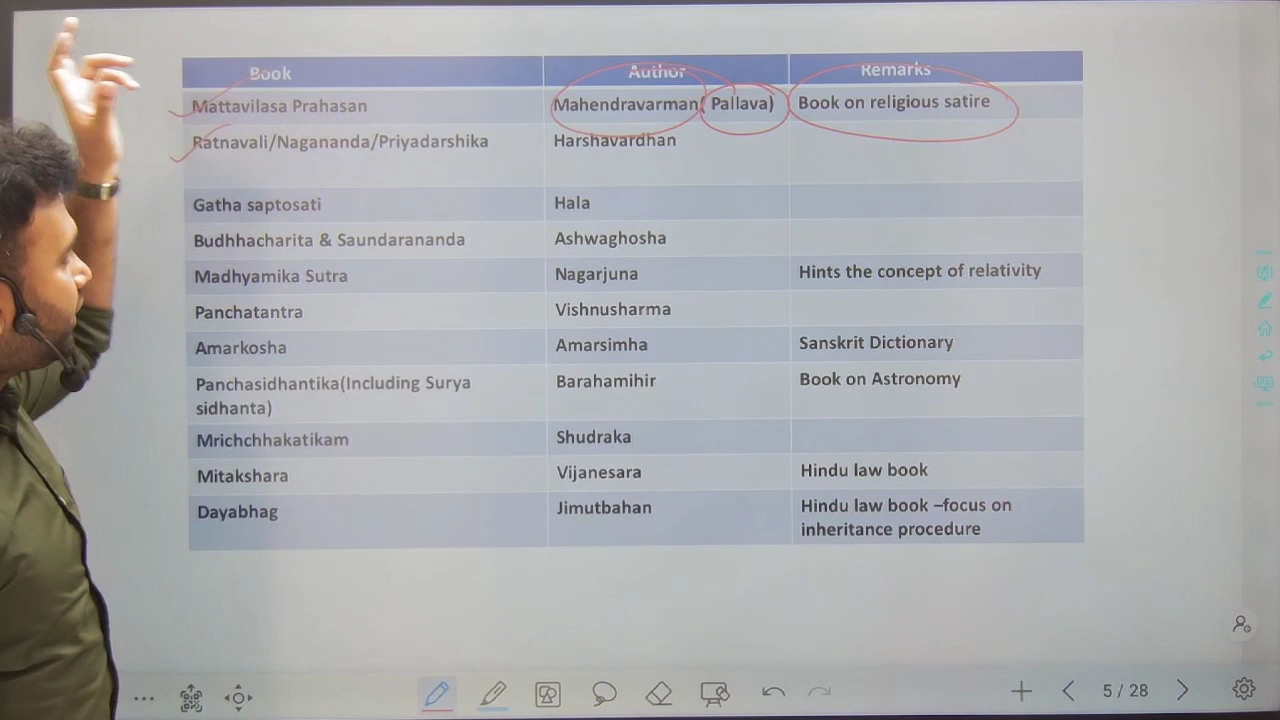 Book Author Remarks
Mattavilasa Prahasan Mahendravarman( Pallava) Book on religious satire
Ratnavali/Nagananda/Priyadarshika Harshavardhan
Gatha saptosati Hala
Budhhacharita & Saundarananda Ashwaghosha
Madhyamika Sutra Nagarjuna Hints the concept of relativity
Panchatantra Vishnusharma
Amarkosha Amarsimha Sanskrit Dictionary
Panchasidhantika(Including Surya Barahamihir Book on Astronomy
sidhanta)
Mrichchhakatikam Shudraka
Mitakshara Vijanesara Hindu law book
Dayabhag Jimutbahan Hindu law book –focus on
inheritance procedure
5 / 28